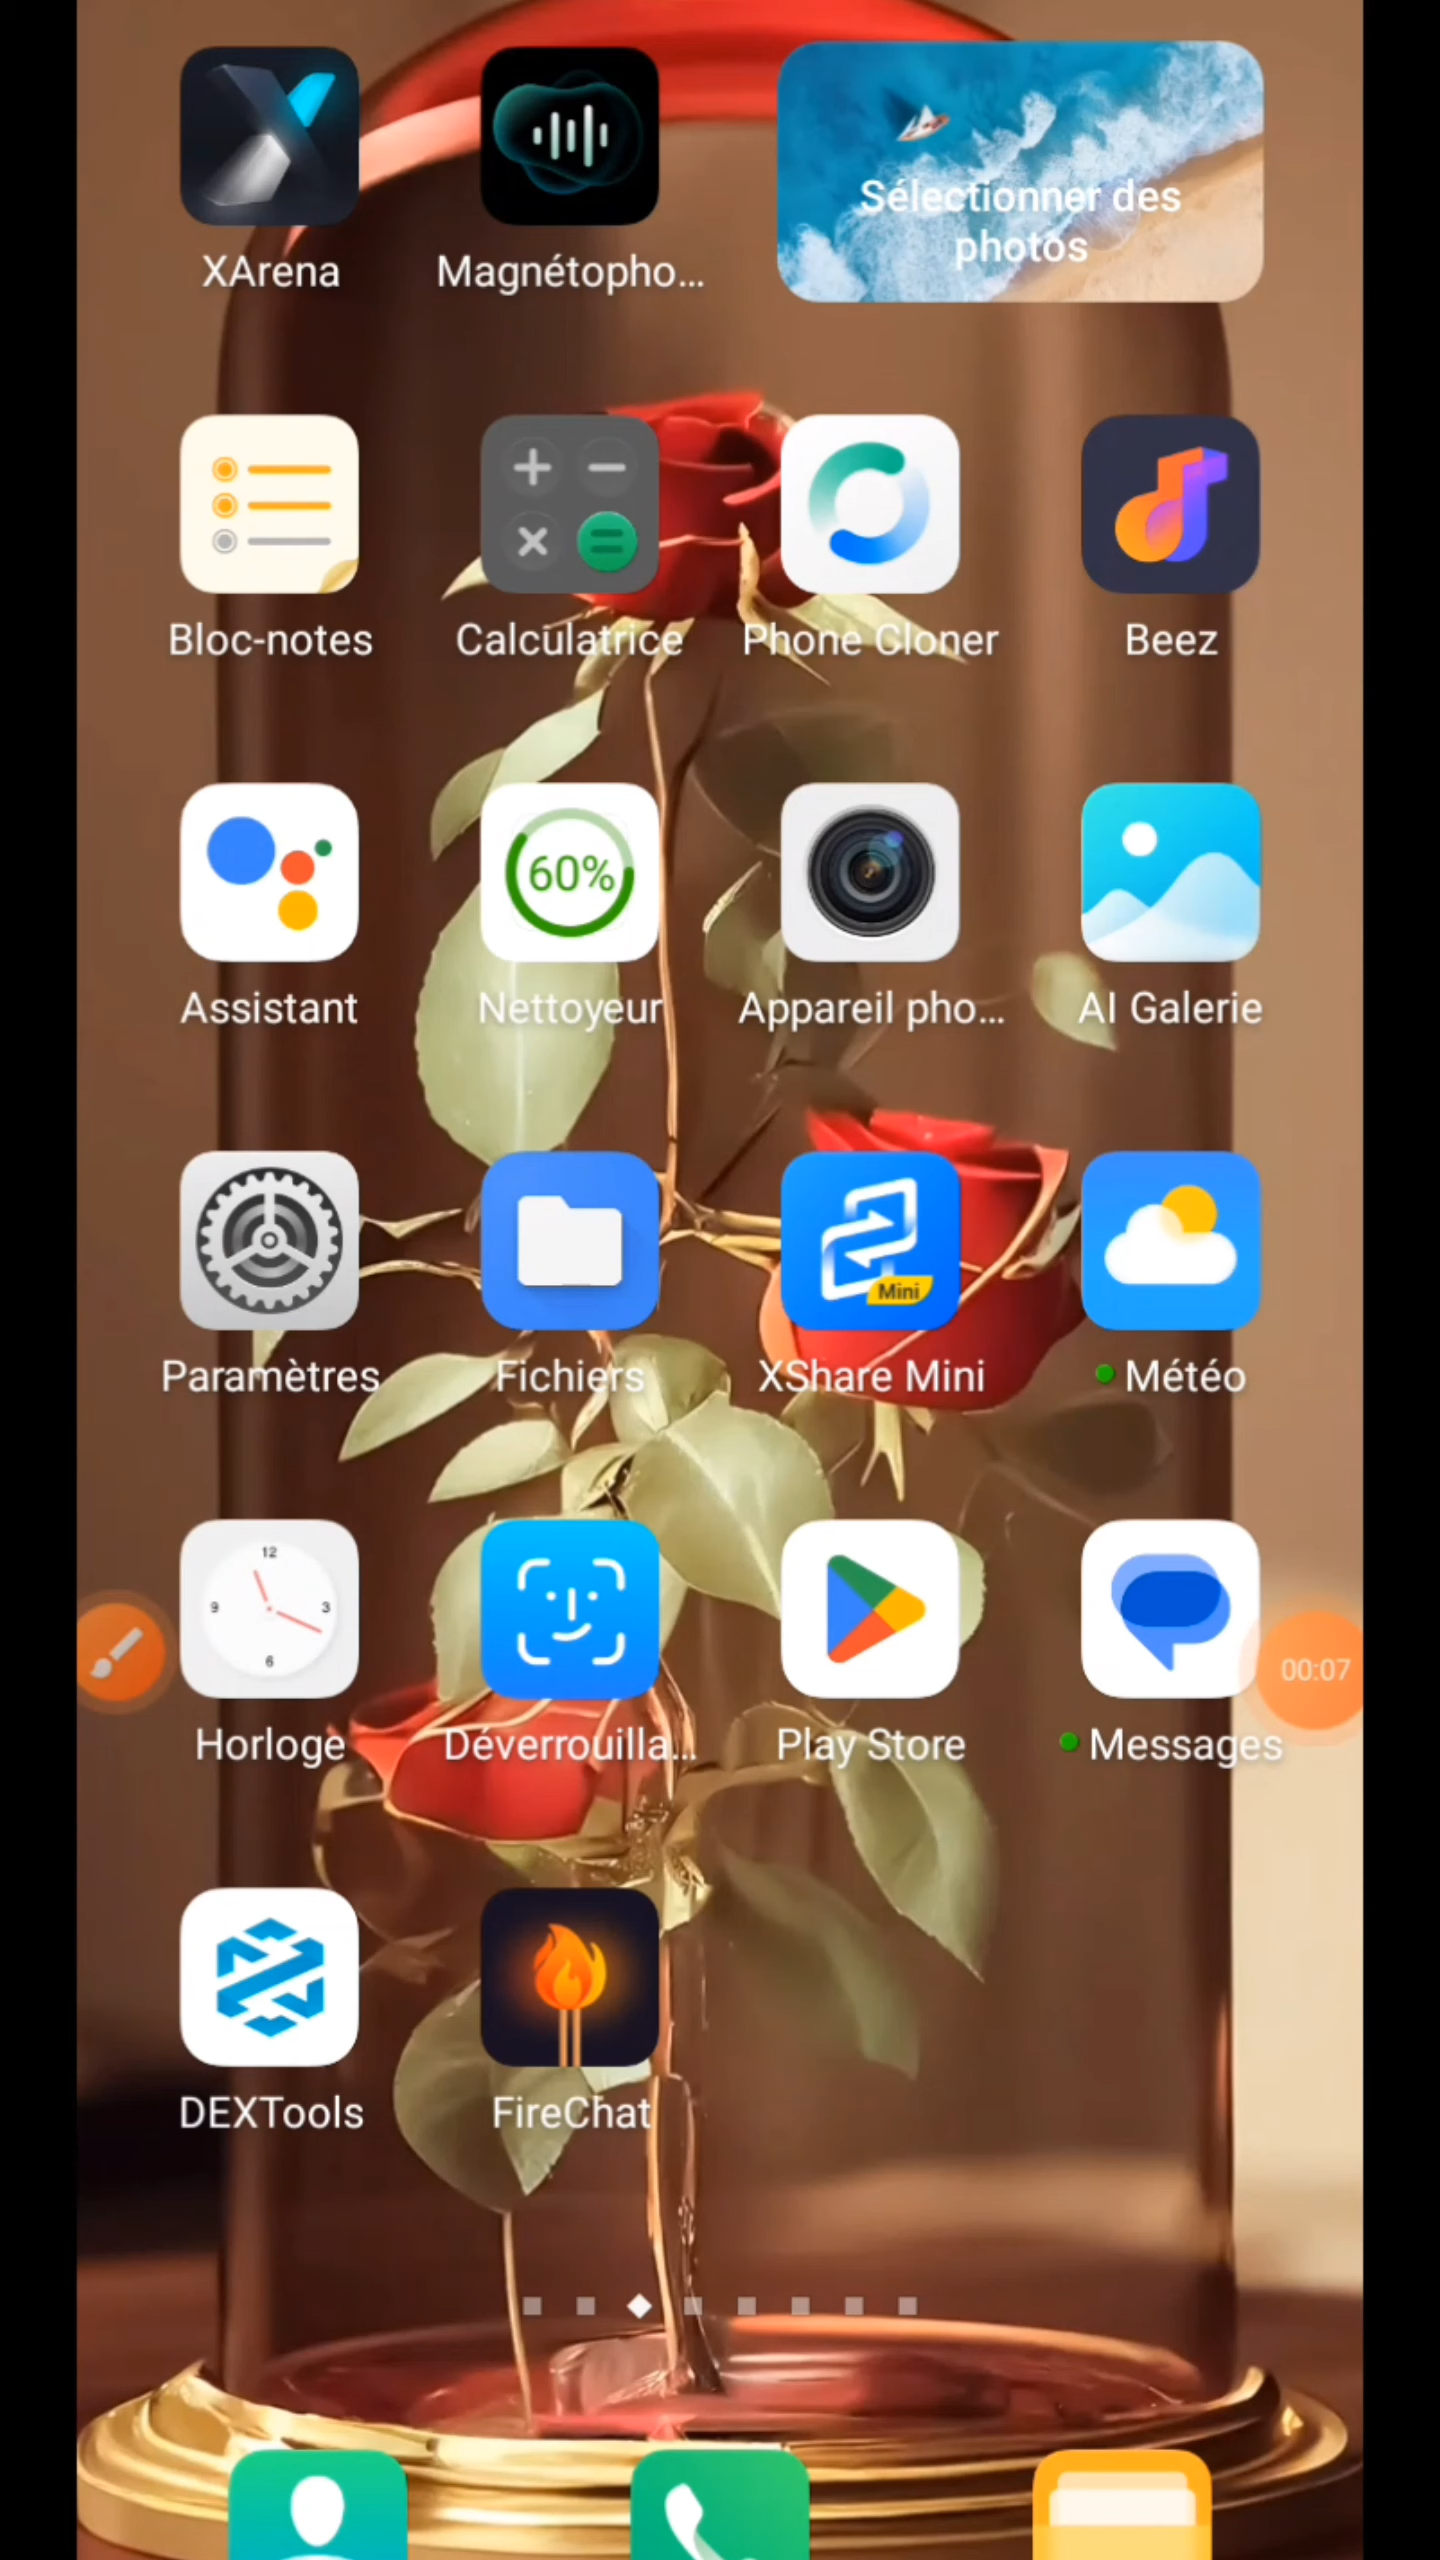 Sélectionner des
photos
XArena
Magnétopho...
Bloc-notes
Calculatrice
Phone Cloner
Beez
60%
Assistant
Nettoyeur
Appareil pho...
AI Galerie
Mini
Paramètres
Fichiers
XShare Mini
Météo
12
9
3
6
00:07
Horloge
Déverrouilla...
Play Store
Messages
DEXTools
FireChat